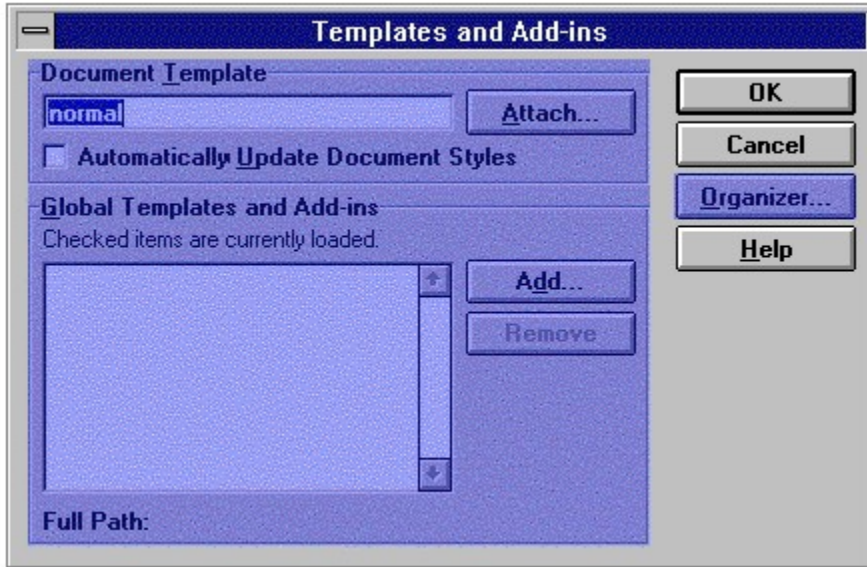 Templates and Add-ins
Document Template
normal
Attach...
Automatically Update Document Styles
Global Templates and Add-ins
Checked items are currently loaded.
Add...
Remove
Full Path:
OK
Cancel
Organizer...
Help